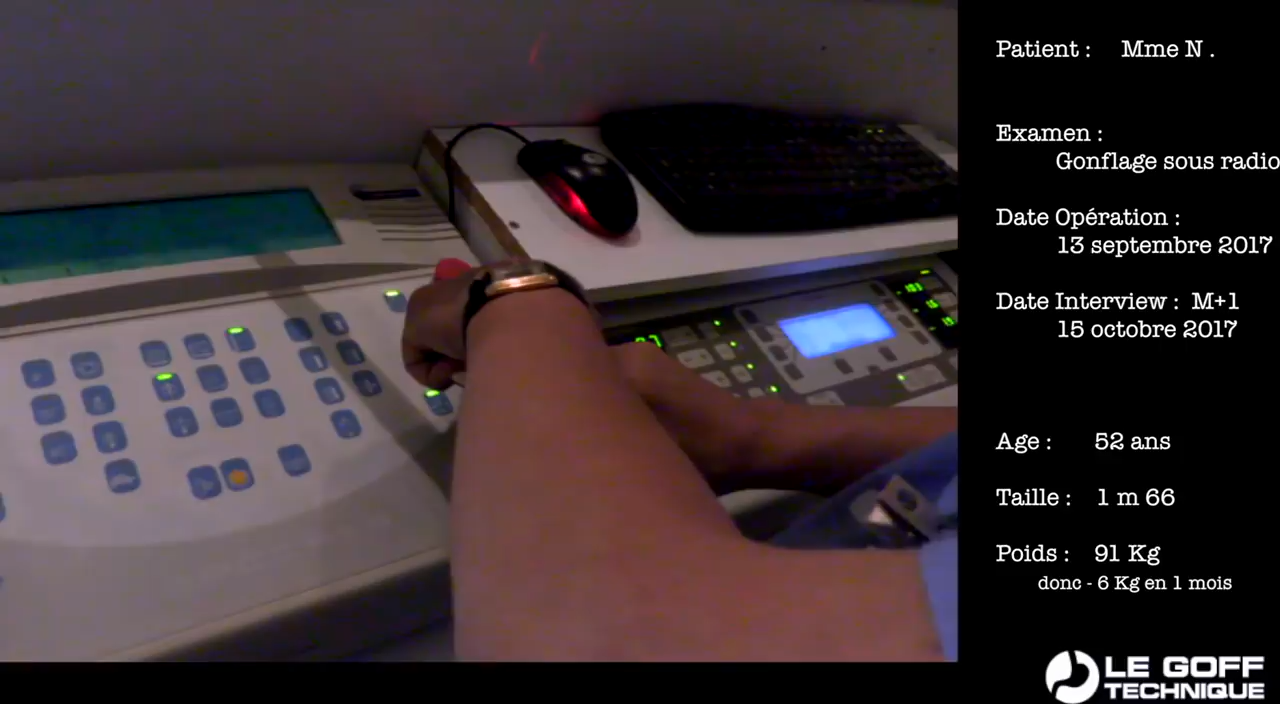 Patient : Mme N .
Examen :
Gonflage sous radio
Date Opération :
13 septembre 2017
Date Interview : M+1
15 octobre 2017
Age : 52 ans
Taille : 1 m 66
Poids : 91 Kg
donc - 6 Kg en 1 mois
LE GOFF
TECHNIQUE